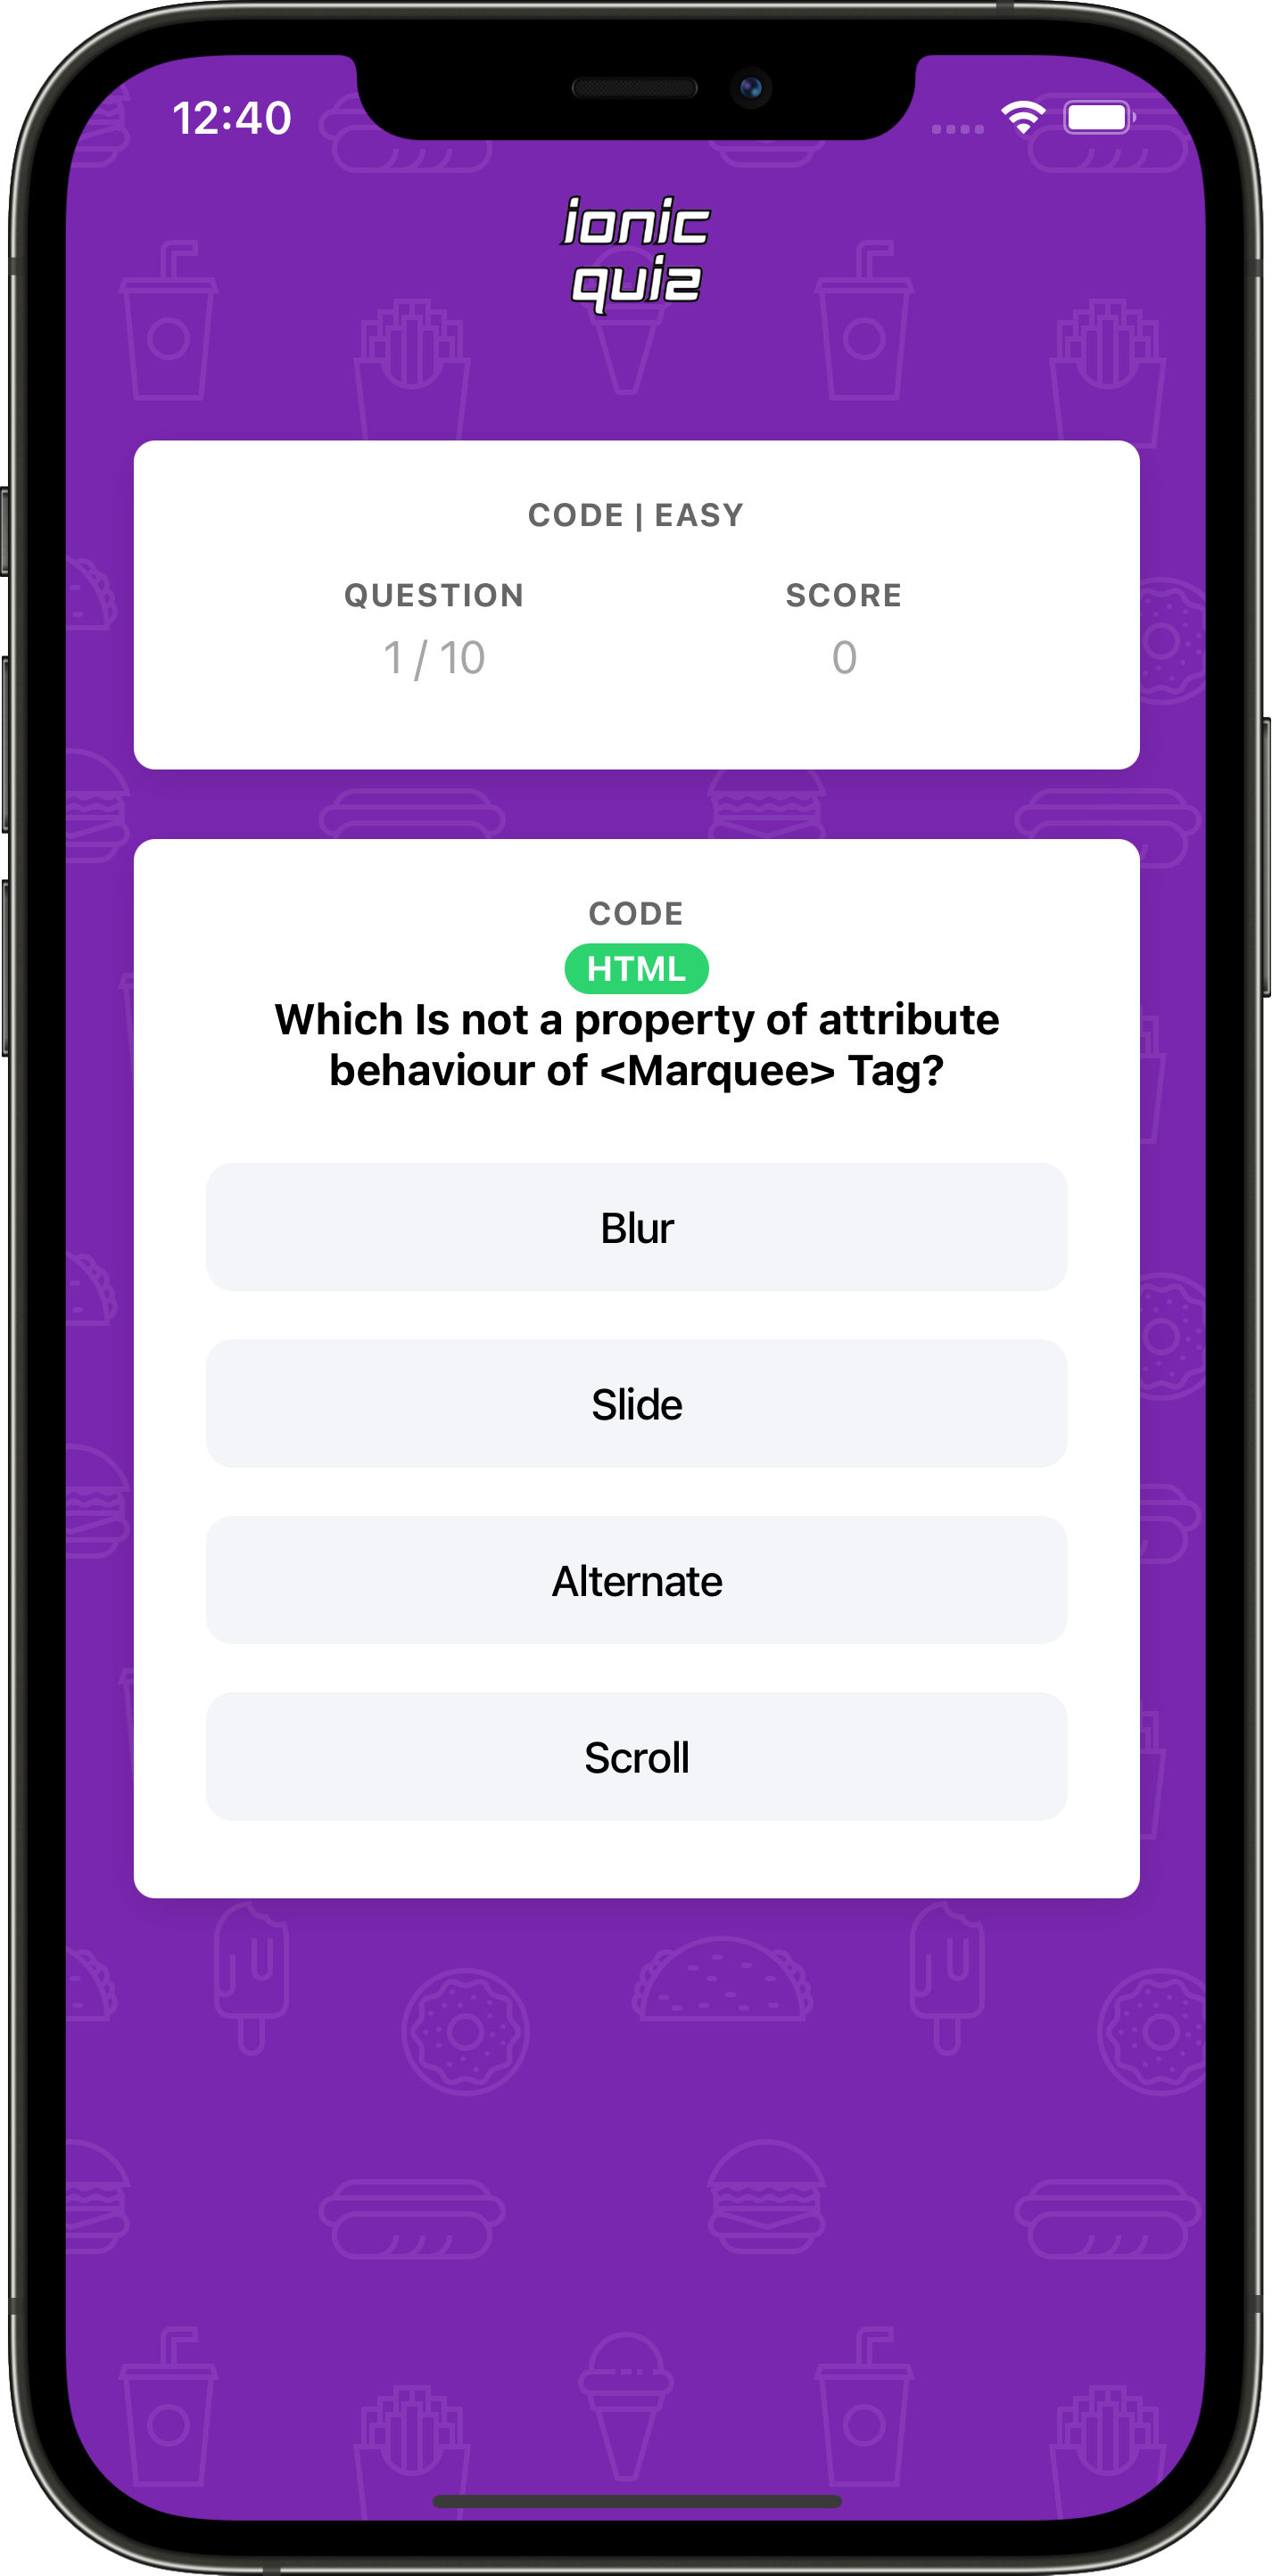 12:40
ionic
quiz
CODE | EASY
QUESTION SCORE
1 / 10 0
CODE
HTML
Which Is not a property of attribute
behaviour of <Marquee> Tag?
Blur
Slide
Alternate
Scroll